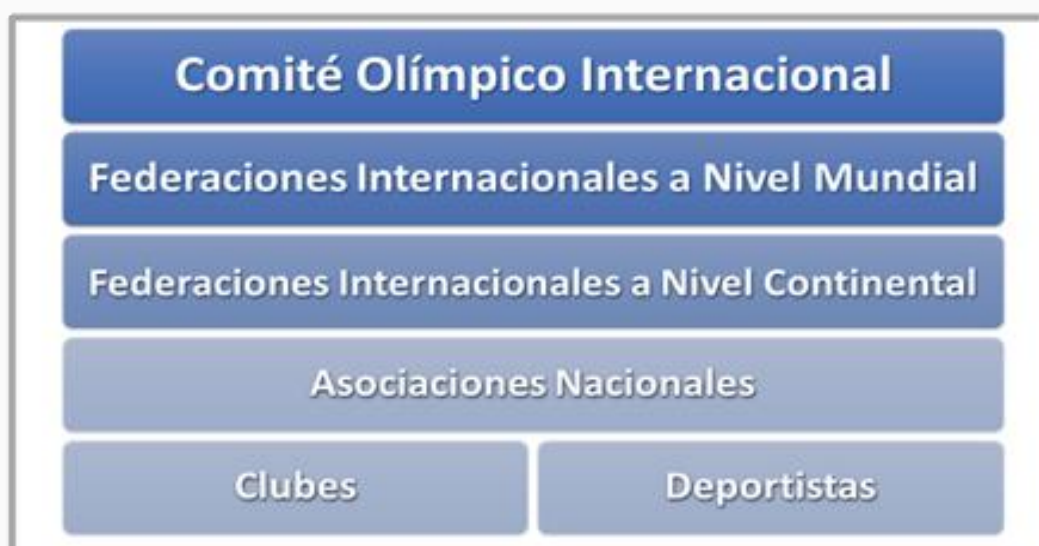 Comité Olímpico Internacional
Federaciones Internacionales a Nivel Mundial
Federaciones Internacionales a Nivel Continental
Asociaciones Nacionales
Clubes
Deportistas